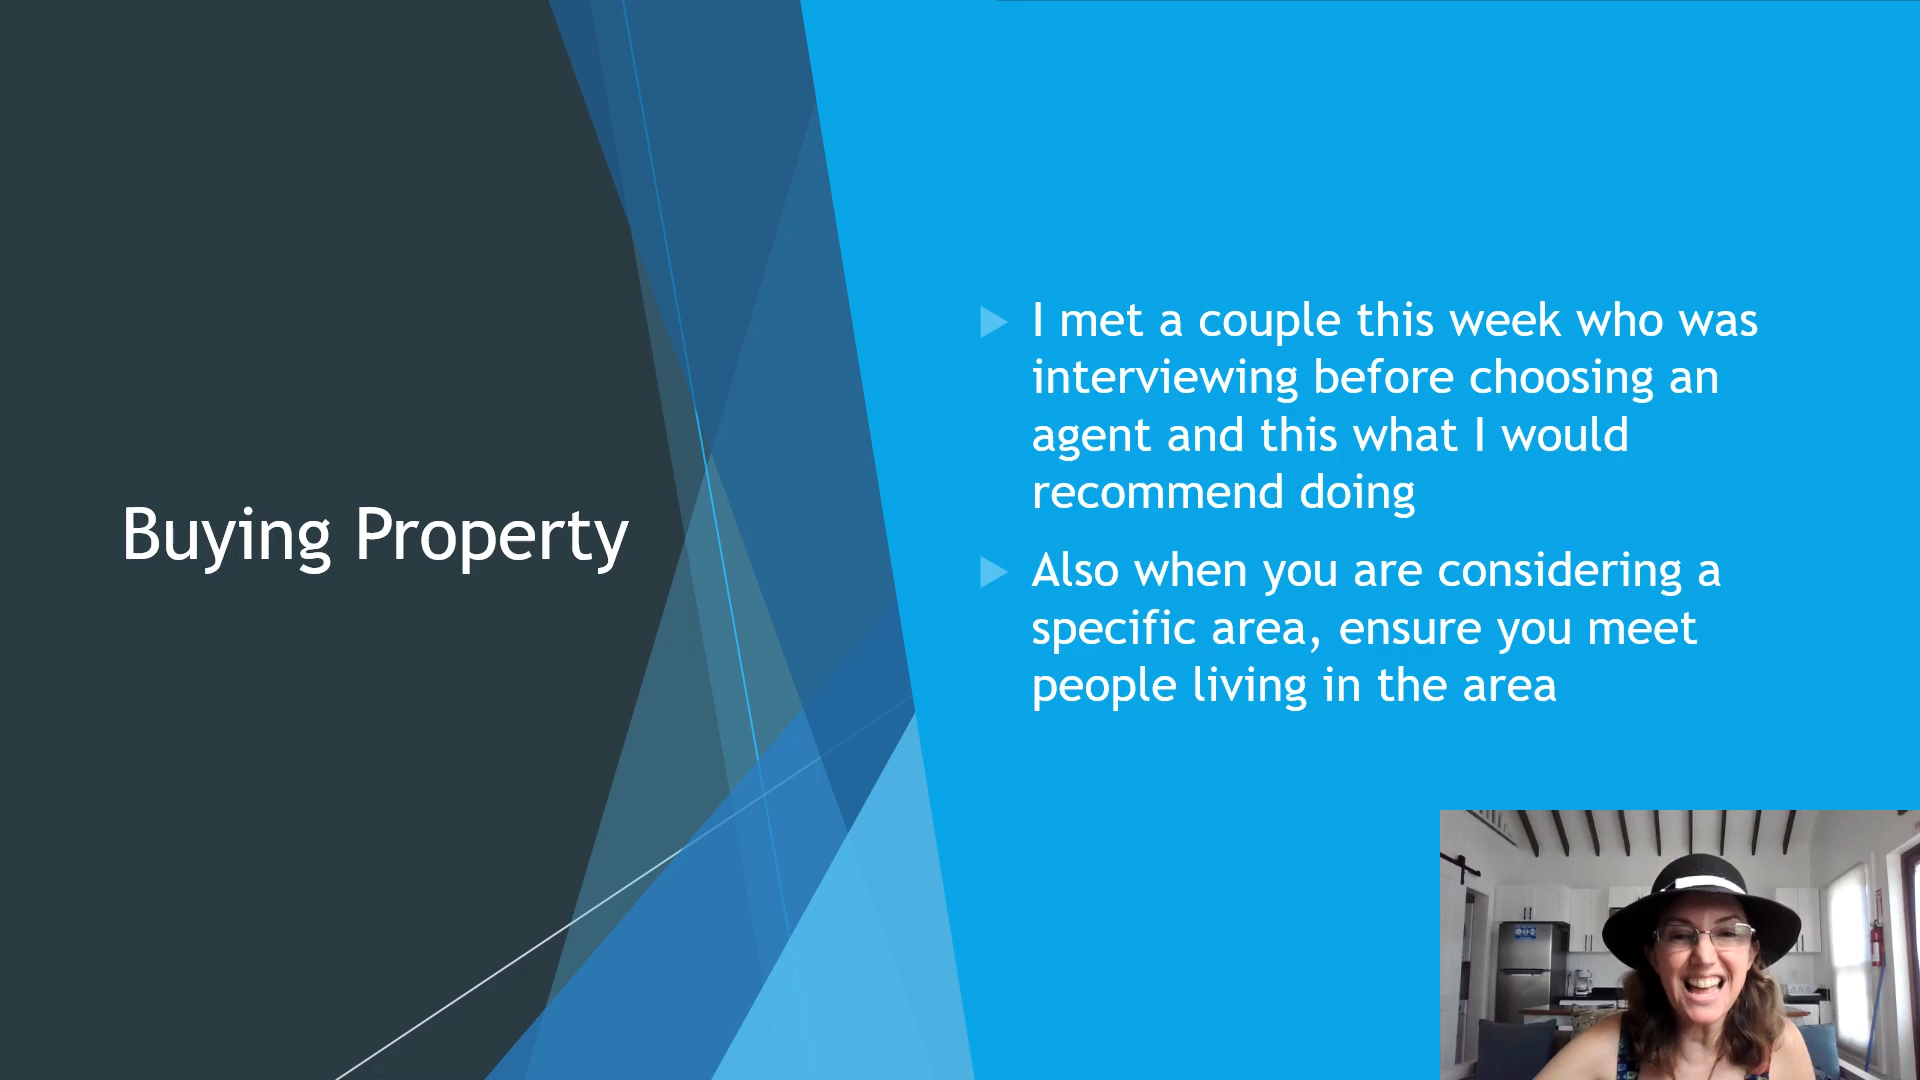 Buying Property
I met a couple this week who was
interviewing before choosing an
agent and this what I would
recommend doing
Also when you are considering a
specific area, ensure you meet
people living in the area